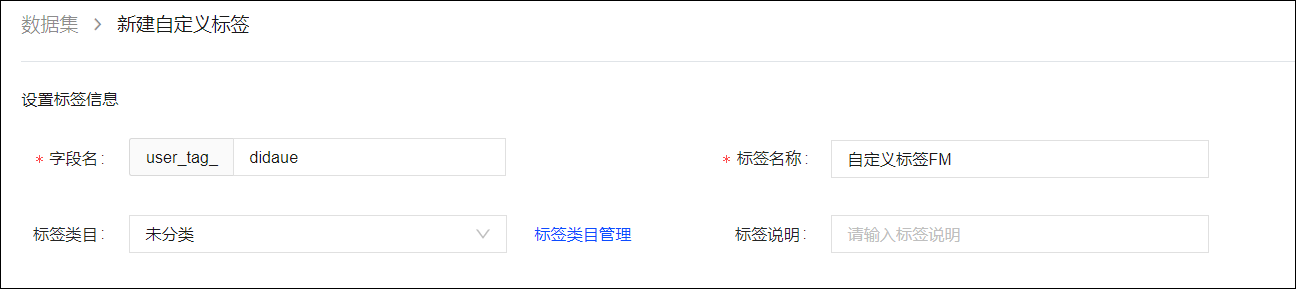 数据集 > 新建自定义标签
设置标签信息
* 字段名: user_tag_ didaue * 标签名称: 自定义标签FM
标签类目: 未分类 标签类目管理 标签说明: 请输入标签说明